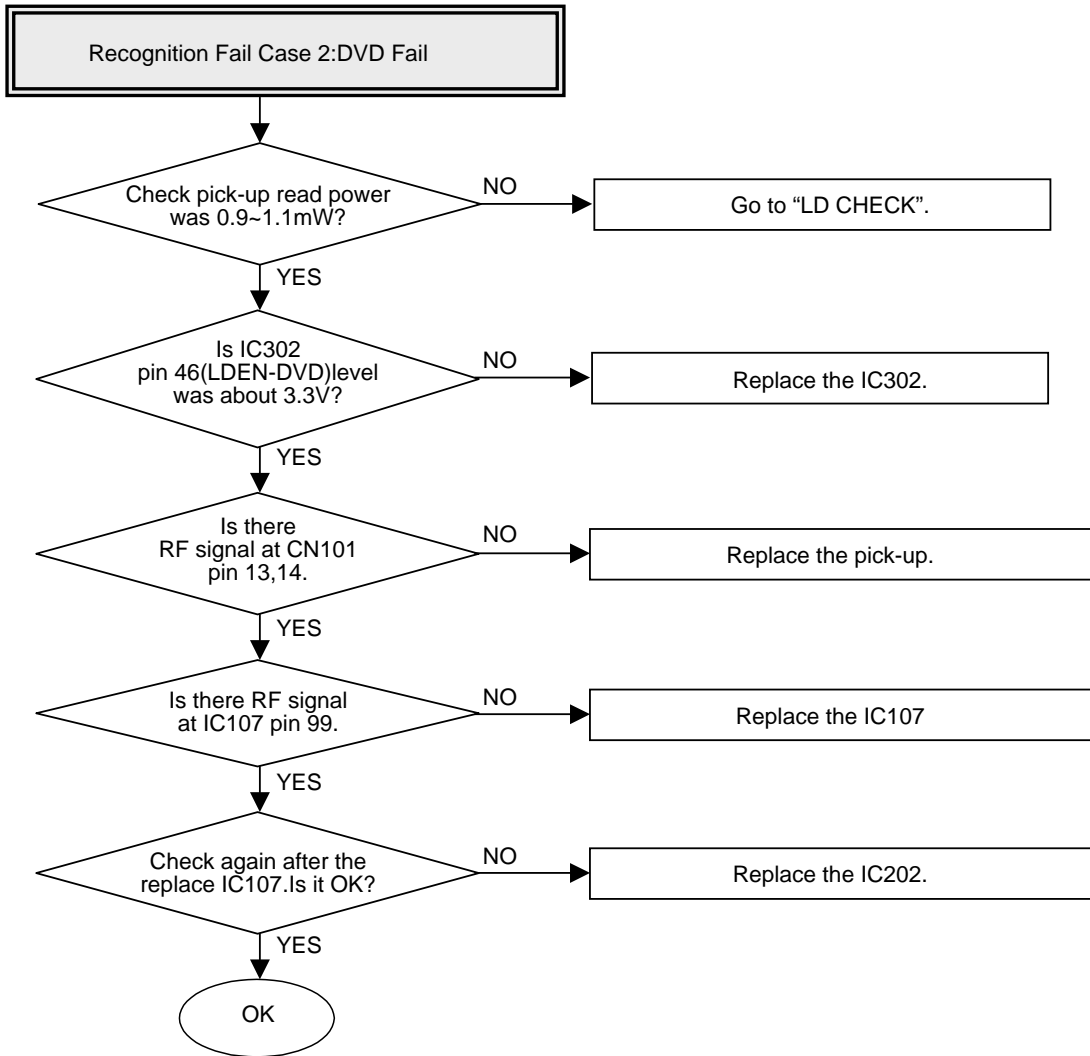 Recognition Fail Case 2:DVD Fail
Check pick-up read power
was 0.9~1.1mW?
NO
Go to “LD CHECK”.
YES
Is IC302
pin 46(LDEN-DVD)level
was about 3.3V?
NO
Replace the IC302.
YES
Is there
RF signal at CN101
pin 13,14.
NO
Replace the pick-up.
YES
Is there RF signal
at IC107 pin 99.
NO
Replace the IC107
YES
Check again after the
replace IC107.Is it OK?
NO
Replace the IC202.
YES
OK